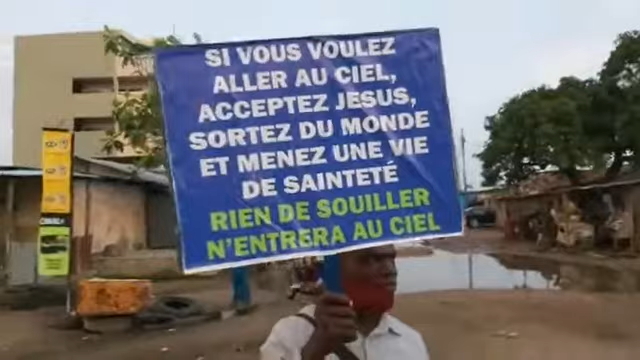 SI VOUS VOULEZ
ALLER AU CIEL,
ACCEPTEZ JESUS,
SORTEZ DU MONDE
ET MENEZ UNE VIE
DE SAINTETÉ
RIEN DE SOUILLER
N'ENTRERA AU CIEL